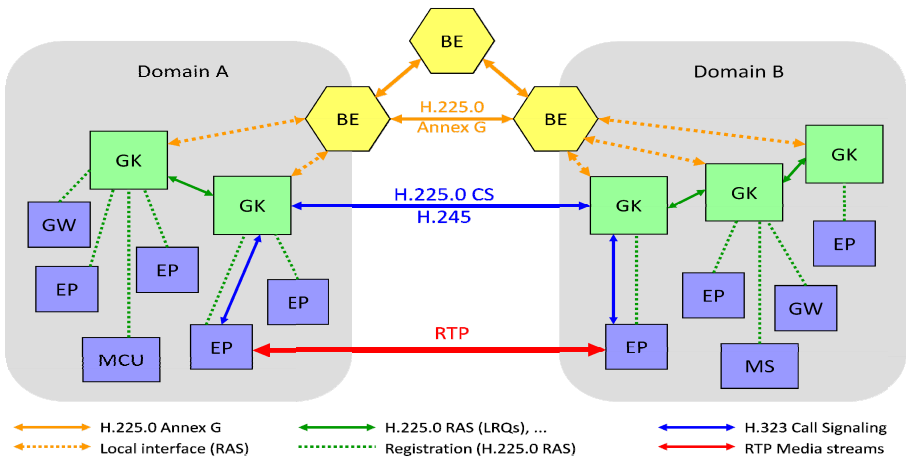 BE
Domain A
Domain B
H.225.0
Annex G
BE
BE
GK
GK
GK
GK
GK
H.225.0 CS
H.245
GW
EP
EP
EP
EP
MCU
RTP
EP
EP
EP
GW
MS
H.225.0 Annex G
H.225.0 RAS (LRQs), ...
H.323 Call Signaling
Local interface (RAS)
Registration (H.225.0 RAS)
RTP Media streams